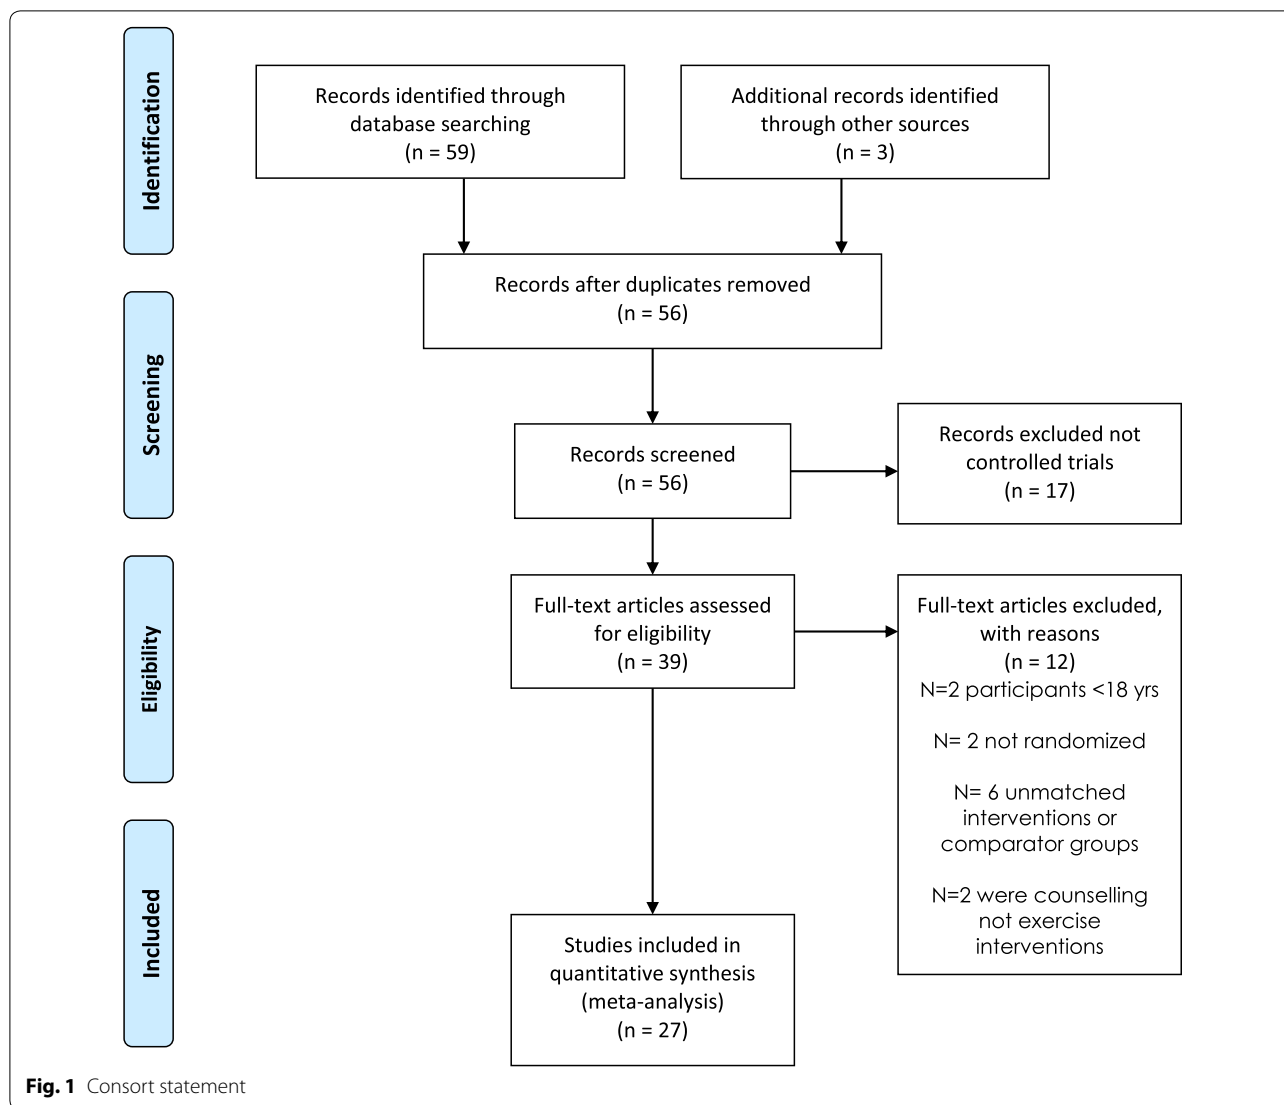 Identification
Records identified through
database searching
(n = 59)
Additional records identified
through other sources
(n = 3)
Records after duplicates removed
(n = 56)
Screening
Records screened
(n = 56)
Records excluded not
controlled trials
(n = 17)
Eligibility
Full-text articles assessed
for eligibility
(n = 39)
Full-text articles excluded,
with reasons
(n = 12)
N=2 participants <18 yrs
N= 2 not randomized
N= 6 unmatched
interventions or
comparator groups
N=2 were counselling
not exercise
interventions
Included
Studies included in
quantitative synthesis
(meta-analysis)
(n = 27)
Fig. 1 Consort statement